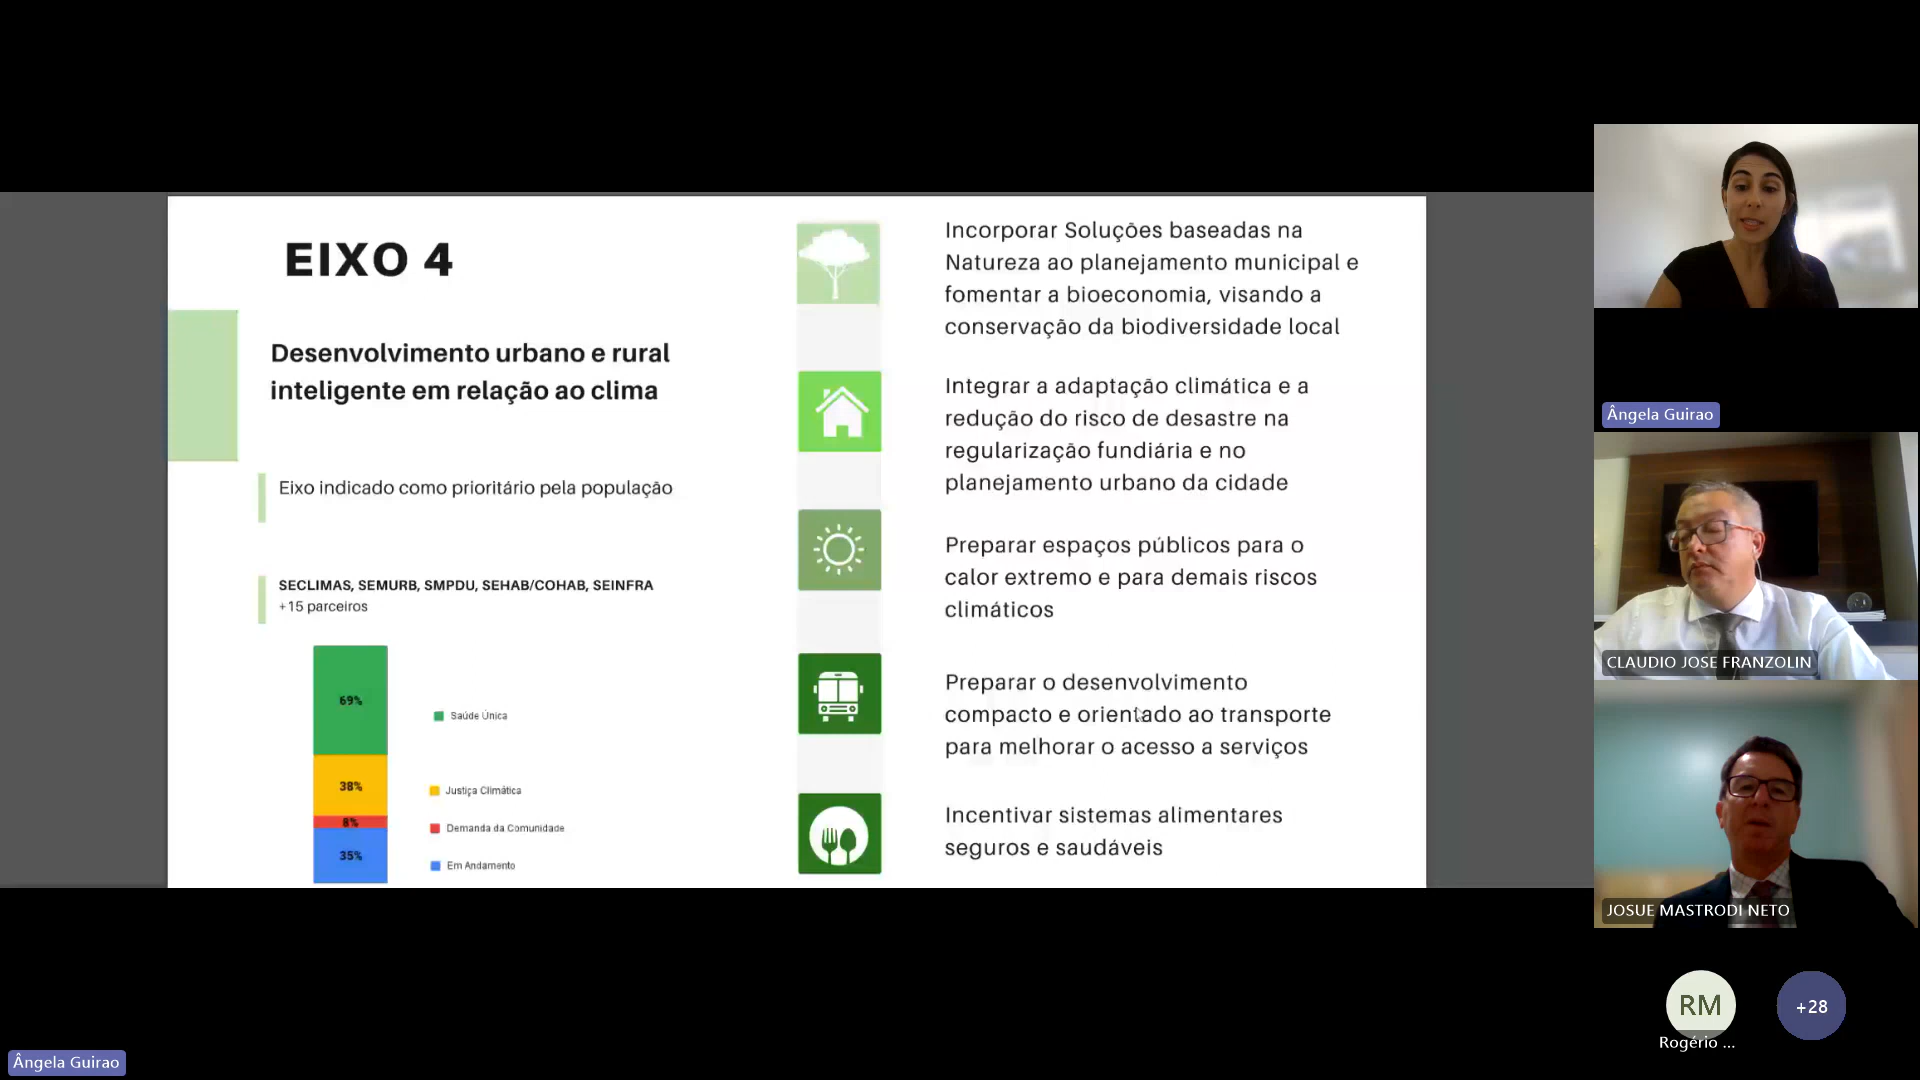 EIXO 4
Desenvolvimento urbano e rural
inteligente em relação ao clima
Eixo indicado como prioritário pela população
SECLIMAS, SEMURB, SMPDU, SEHAB/COHAB, SEINFRA
+15 parceiros
69%
38%
8%
35%
Saúde Única
Justiça Climática
Demanda da Comunidade
Em Andamento
Incorporar Soluções baseadas na
Natureza ao planejamento municipal e
fomentar a bioeconomia, visando a
conservação da biodiversidade local
Integrar a adaptação climática e a
redução do risco de desastre na
regularização fundiária e no
planejamento urbano da cidade
Preparar espaços públicos para o
calor extremo e para demais riscos
climáticos
Preparar o desenvolvimento
compacto e orientado ao transporte
para melhorar o acesso a serviços
Incentivar sistemas alimentares
seguros e saudáveis
Ângela Guirao
CLAUDIO JOSE FRANZOLIN
JOSUE MASTRODI NETO
RM
+28
Rogério ...
Ângela Guirao